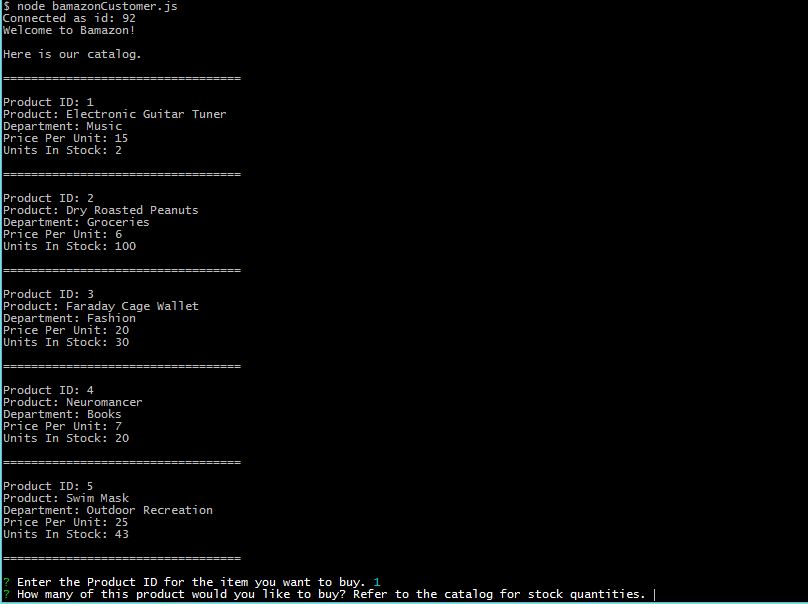 $ node bamazonCustomer.js
Connected as id: 92
Welcome to Bamazon!
Here is our catalog.
==================================
Product ID: 1
Product: Electronic Guitar Tuner
Department: Music
Price Per Unit: 15
Units In Stock: 2
==================================
Product ID: 2
Product: Dry Roasted Peanuts
Department: Groceries
Price Per Unit: 6
Units In Stock: 100
==================================
Product ID: 3
Product: Faraday Cage Wallet
Department: Fashion
Price Per Unit: 20
Units In Stock: 30
==================================
Product ID: 4
Product: Neuromancer
Department: Books
Price Per Unit: 7
Units In Stock: 20
==================================
Product ID: 5
Product: Swim Mask
Department: Outdoor Recreation
Price Per Unit: 25
Units In Stock: 43
==================================
? Enter the Product ID for the item you want to buy. 1
? How many of this product would you like to buy? Refer to the catalog for stock quantities.